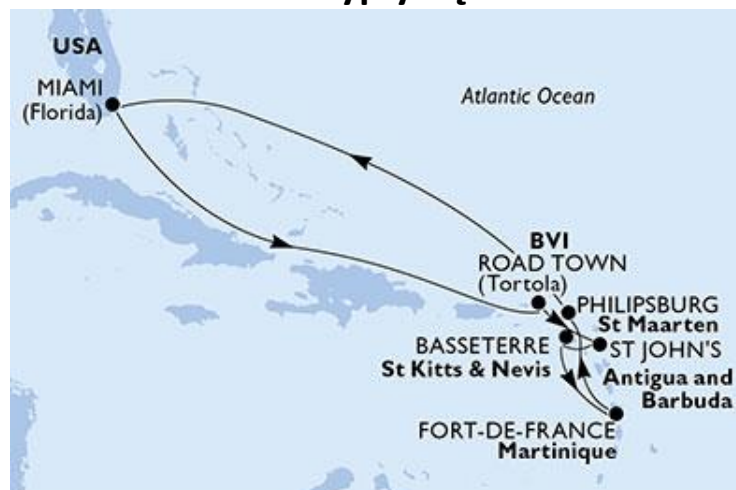 USA
MIAMI
(Florida)
Atlantic Ocean
BVI
ROAD TOWN
(Tortola)
PHILIPSBURG
St Maarten
BASSETERRE
St Kitts & Nevis
ST JOHN'S
Antigua and
Barbuda
FORT-DE-FRANCE
Martinique